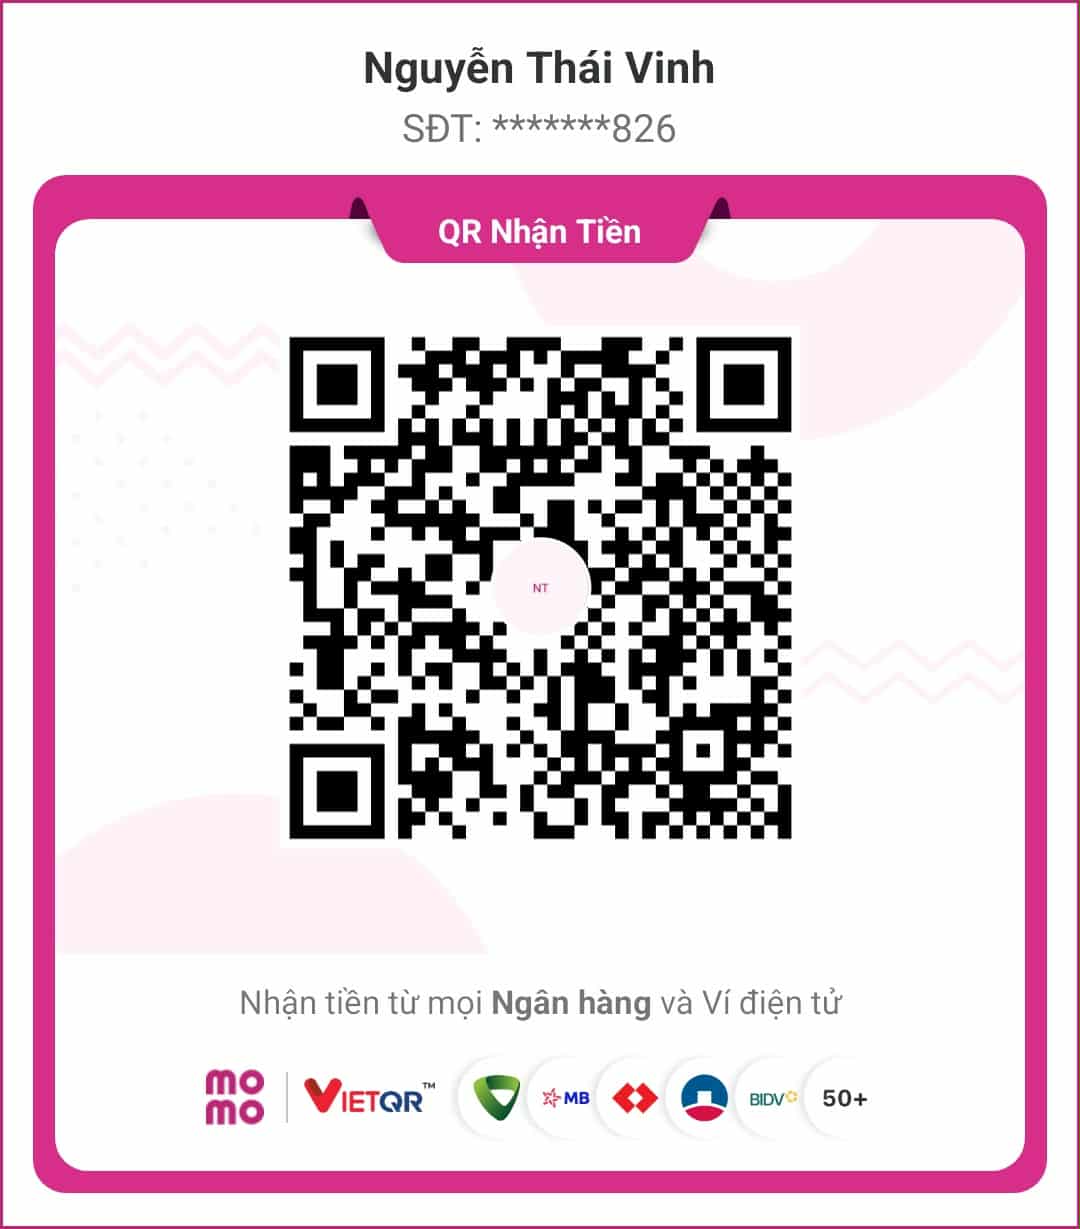 Nguyễn Thái Vinh
SĐT: *******826
QR Nhận Tiền
NT
Nhận tiền từ mọi Ngân hàng và Ví điện tử
mo
mo
VIETQR™
MB
BIDV
50+